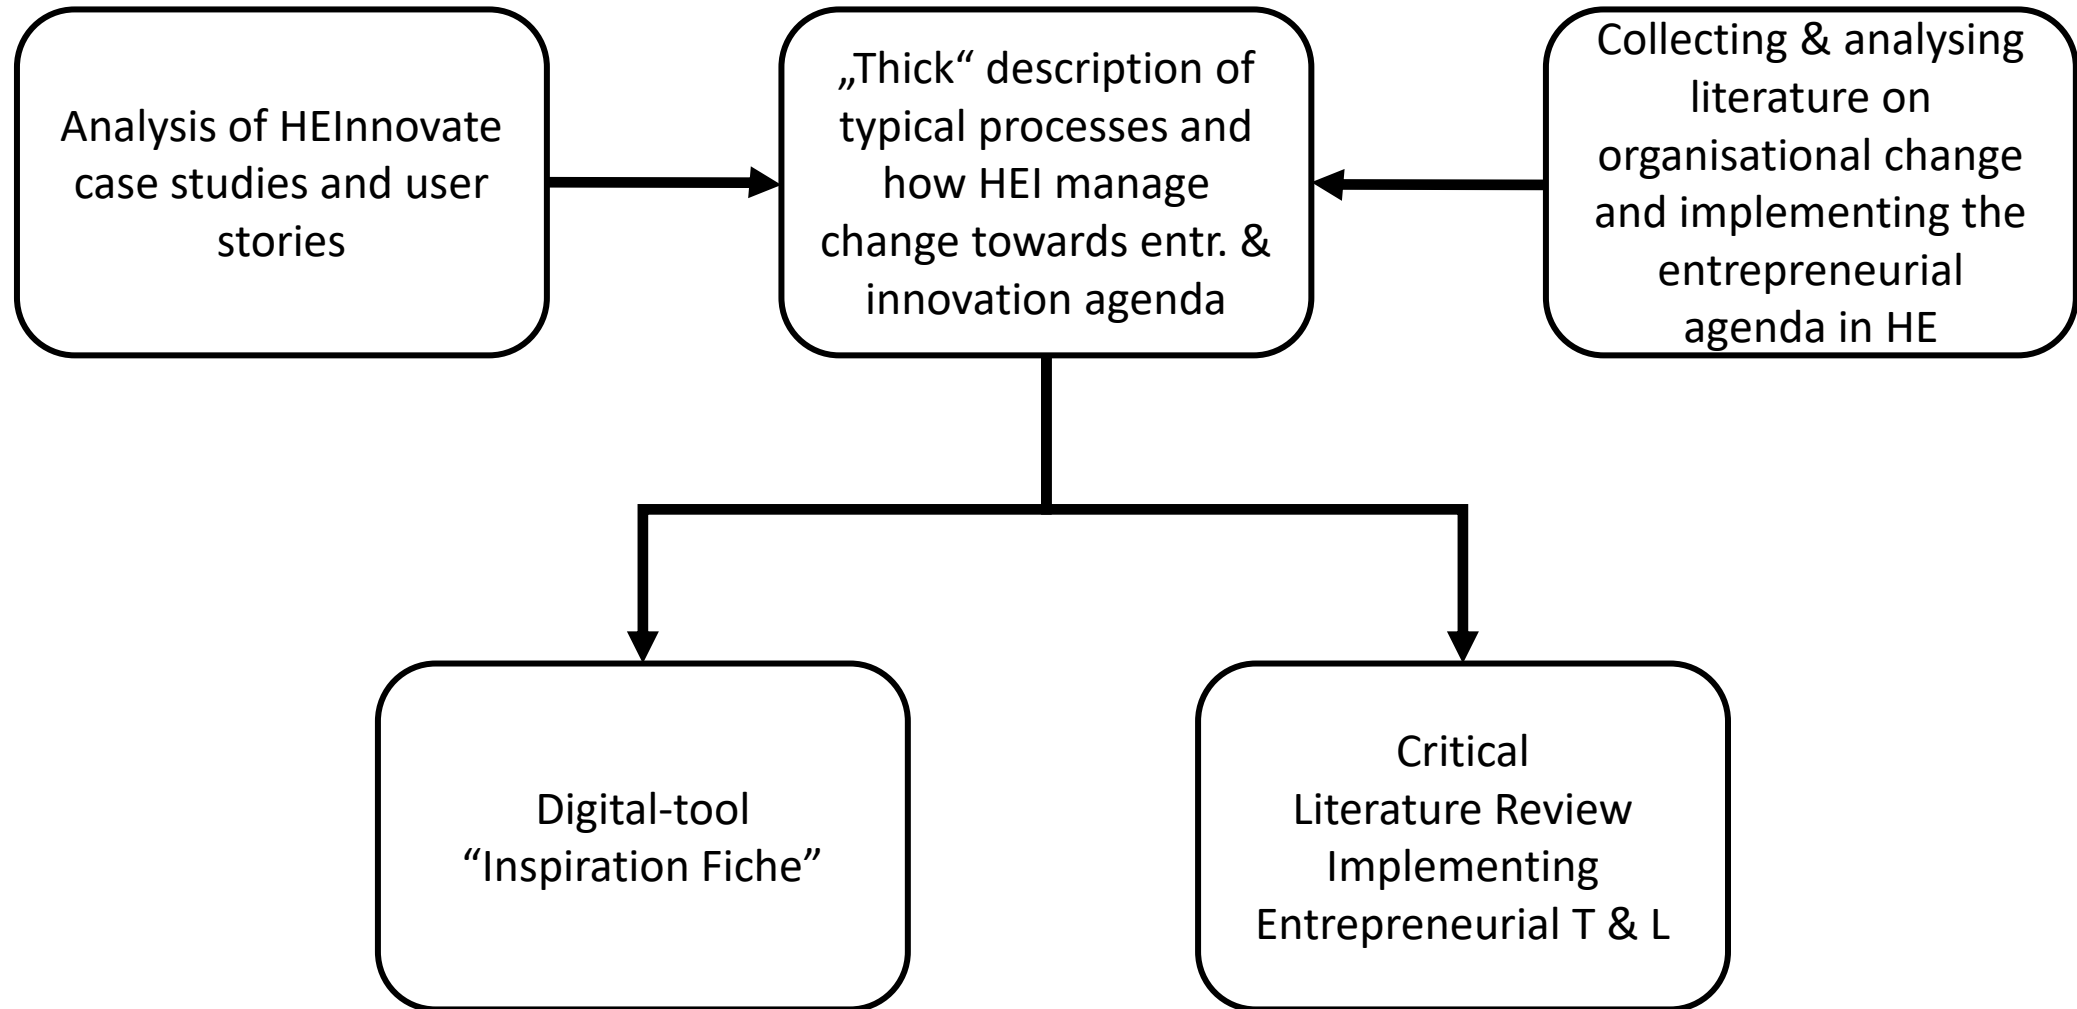 Analysis of HEInnovate
case studies and user
stories
„Thick“ description of
typical processes and
how HEI manage
change towards entr. &
innovation agenda
Collecting & analysing
literature on
organisational change
and implementing the
entrepreneurial
agenda in HE
Digital-tool
“Inspiration Fiche”
Critical
Literature Review
Implementing
Entrepreneurial T & L